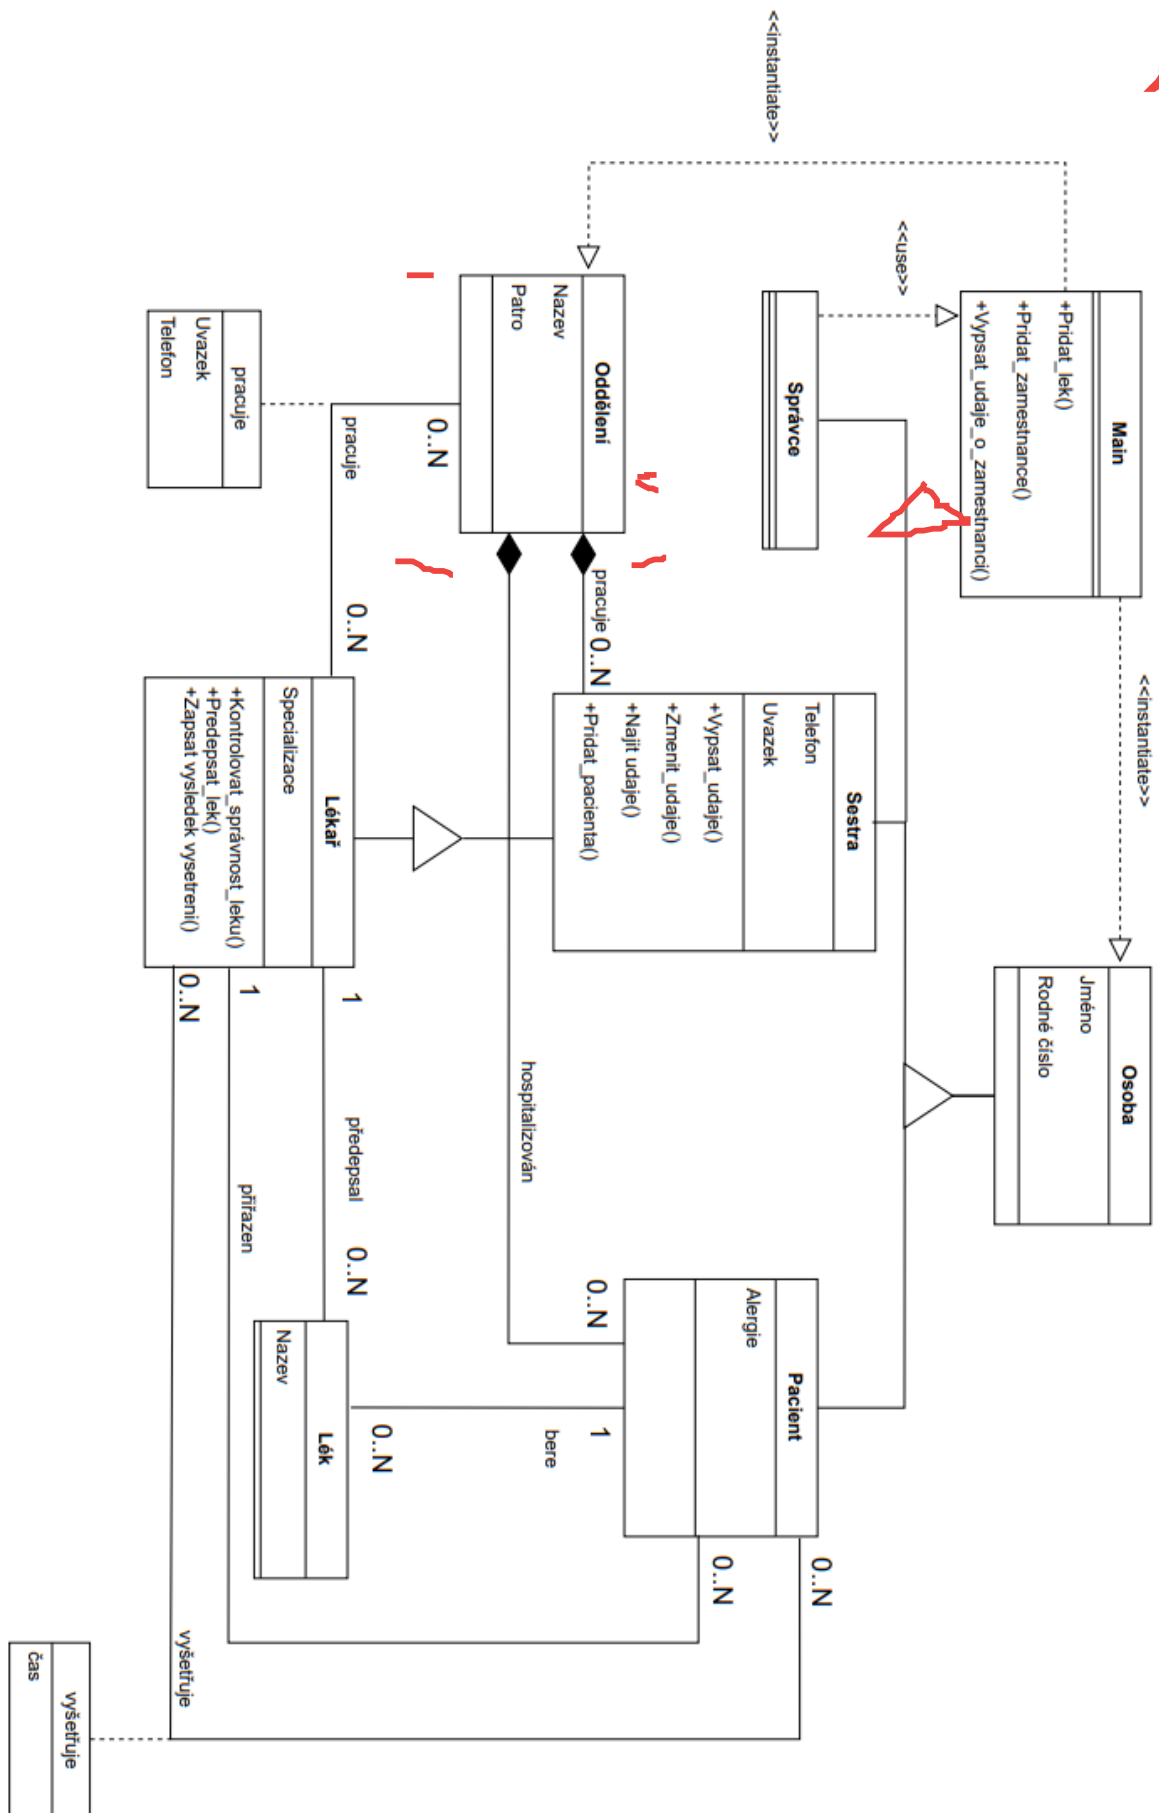 <<instantiate>>
<<use>>
Main
+Pridat_lek()
+Pridat_zamestnance()
+Vypsat_udaje_o_zamestnanci()
<<instantiate>>
Osoba
Jméno
Rodné číslo
Správce
Oddělení
Nazev
Patro
pracuje
0..N
Sestra
Telefon
Uvazek
+Vypsat_udaje()
+Zmenit_udaje()
+Najit udaje()
+Pridat_pacienta()
Pacient
Alergie
0..N
hospitalizován
1
bere
0..N
0..N
0..N
0..N
pracuje
0..N
pracuje
Uvazek
Telefon
Lékař
Specializace
+Kontrolovat_správnost_leku()
+Predepsat_lek()
+Zapsat vysledek vysetreni()
1
předepsal
0..N
Lék
Nazev
1
přířazen
0..N
vyšetřuje
vyšetřuje
čas